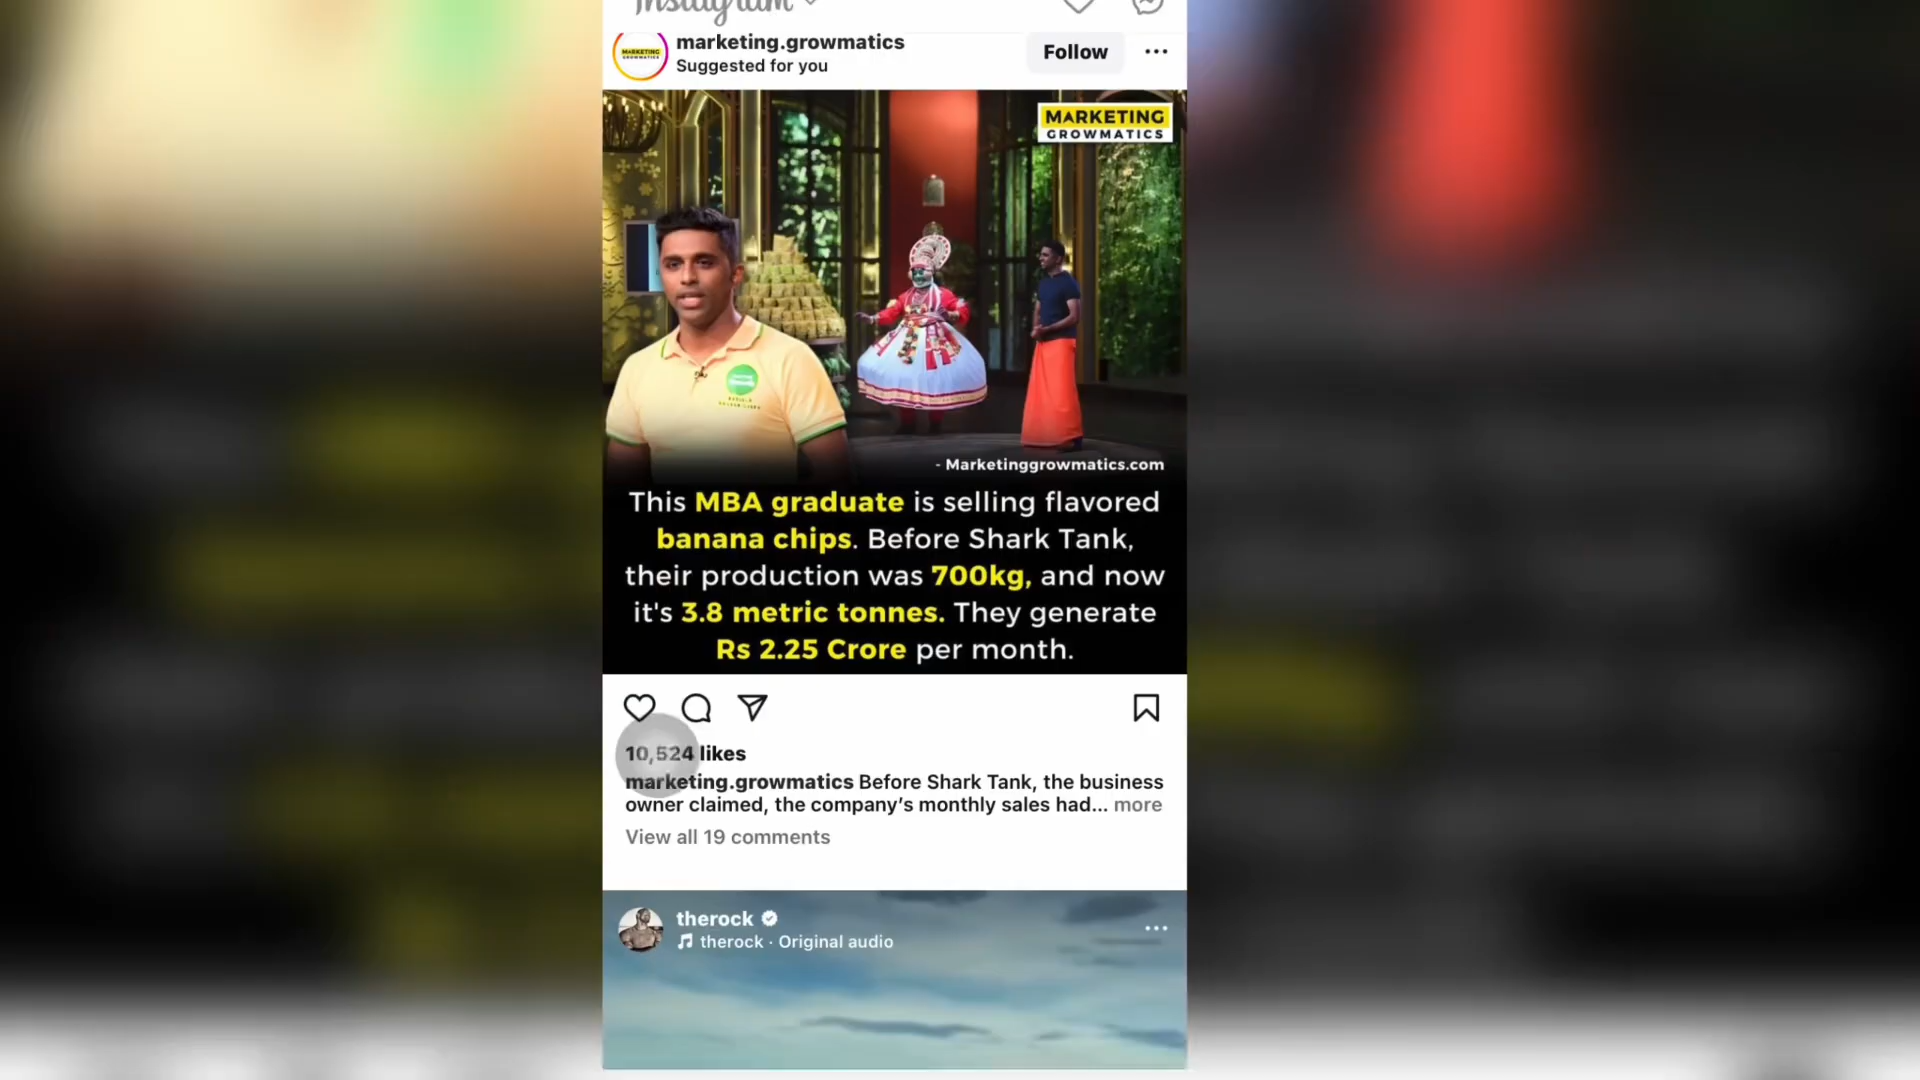 Instagram
marketing.growmatics
Suggested for you
Follow
MARKETING
GROWMATICS
MARKETING
GROWMATICS
- Marketinggrowmatics.com
This MBA graduate is selling flavored
banana chips. Before Shark Tank,
their production was 700kg, and now
it's 3.8 metric tonnes. They generate
Rs 2.25 Crore per month.
10,524 likes
marketing.growmatics Before Shark Tank, the business
owner claimed, the company’s monthly sales had... more
View all 19 comments
therock
therock · Original audio